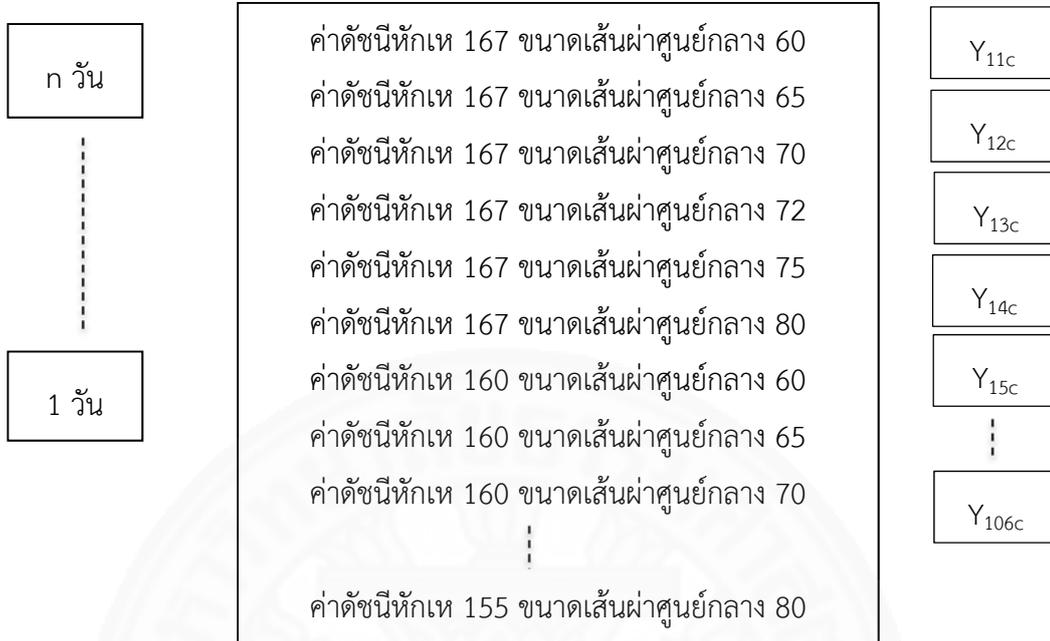 n วัน
1 วัน
ค่าดัชนีหักเห 167 ขนาดเส้นผ่าศูนย์กลาง 60
ค่าดัชนีหักเห 167 ขนาดเส้นผ่าศูนย์กลาง 65
ค่าดัชนีหักเห 167 ขนาดเส้นผ่าศูนย์กลาง 70
ค่าดัชนีหักเห 167 ขนาดเส้นผ่าศูนย์กลาง 72
ค่าดัชนีหักเห 167 ขนาดเส้นผ่าศูนย์กลาง 75
ค่าดัชนีหักเห 167 ขนาดเส้นผ่าศูนย์กลาง 80
ค่าดัชนีหักเห 160 ขนาดเส้นผ่าศูนย์กลาง 60
ค่าดัชนีหักเห 160 ขนาดเส้นผ่าศูนย์กลาง 65
ค่าดัชนีหักเห 160 ขนาดเส้นผ่าศูนย์กลาง 70
ค่าดัชนีหักเห 155 ขนาดเส้นผ่าศูนย์กลาง 80
Y11c
Y12c
Y13c
Y14c
Y15c
Y106c